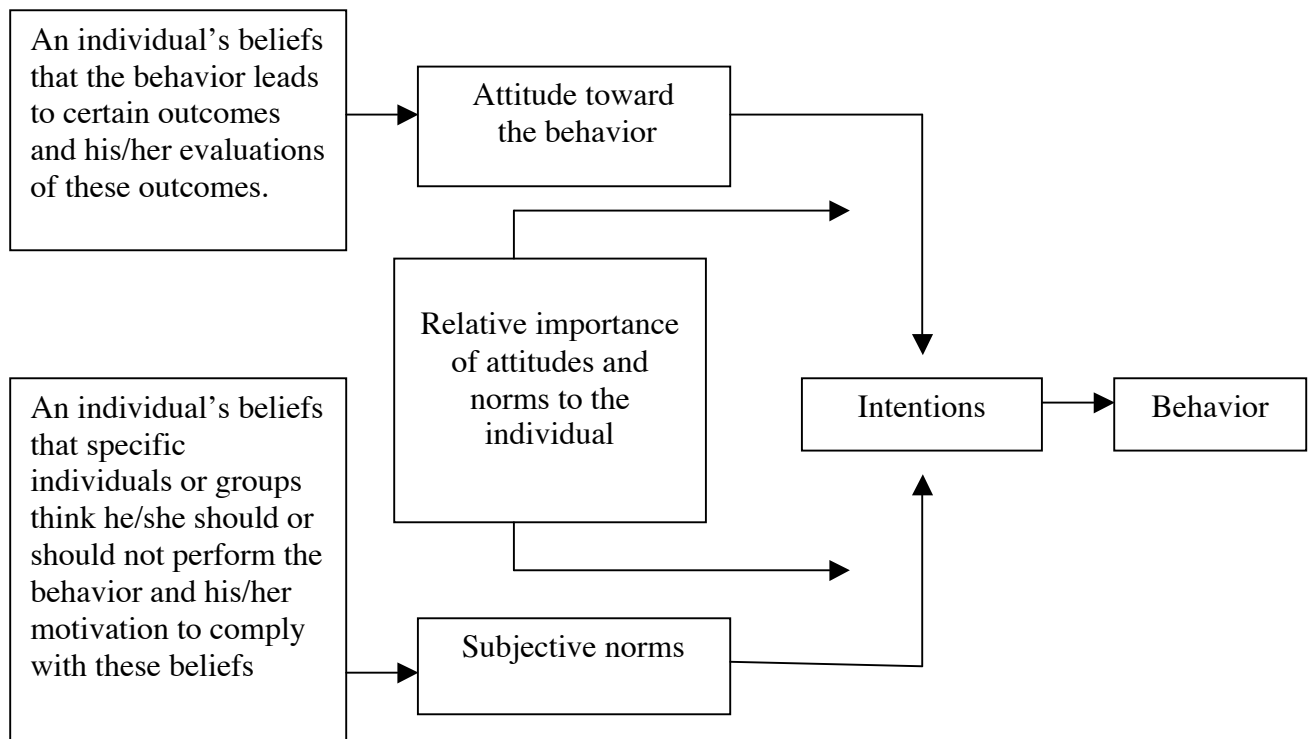 An individual’s beliefs
that the behavior leads
to certain outcomes
and his/her evaluations
of these outcomes.
Attitude toward
the behavior
Relative importance
of attitudes and
norms to the
individual
Intentions
Behavior
An individual’s beliefs
that specific
individuals or groups
think he/she should or
should not perform the
behavior and his/her
motivation to comply
with these beliefs
Subjective norms